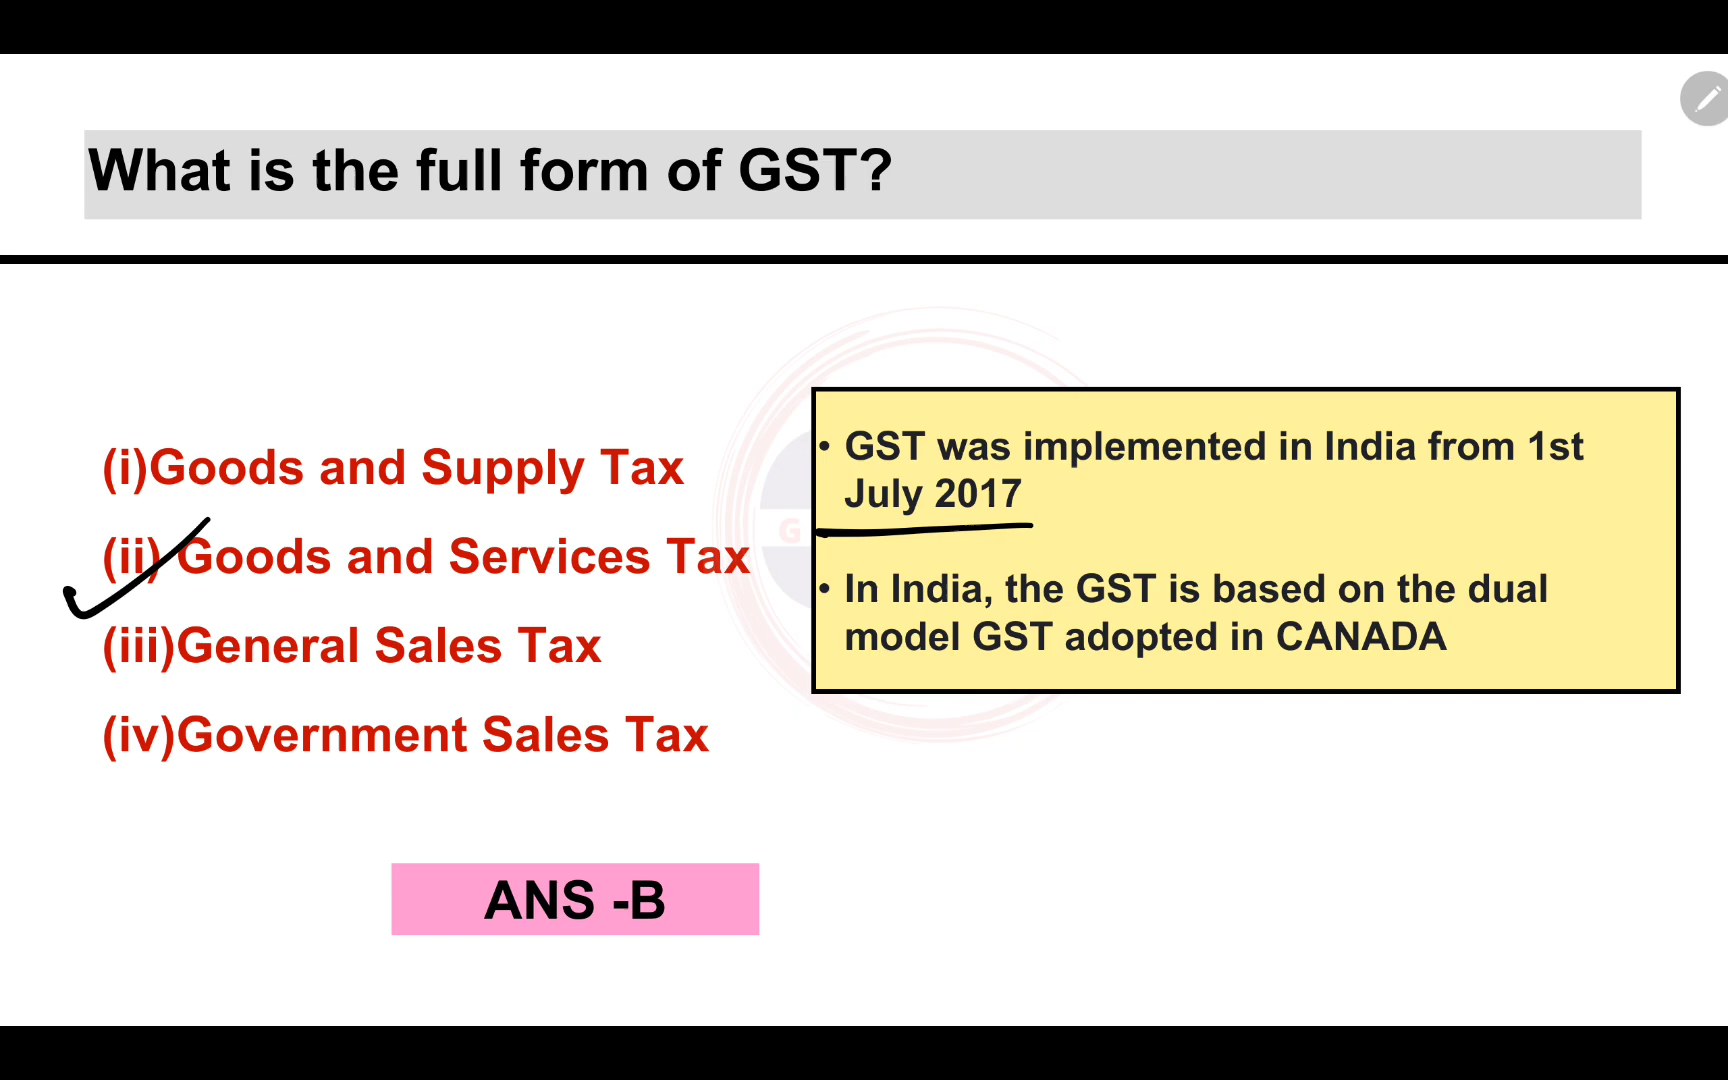 What is the full form of GST?
(i)Goods and Supply Tax
(ii) Goods and Services Tax
(iii)General Sales Tax
(iv)Government Sales Tax
• GST was implemented in India from 1st
July 2017
• In India, the GST is based on the dual
model GST adopted in CANADA
G
ANS -B